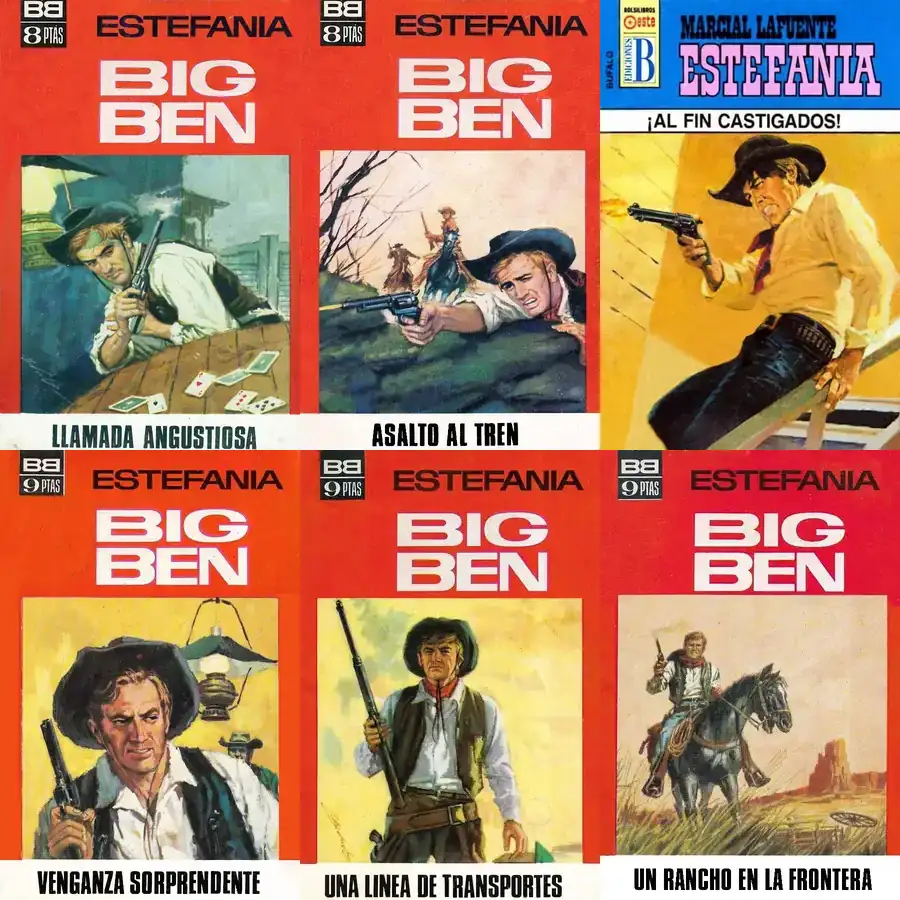 BB
8 PTAS
ESTEFANIA
BIG
BEN
LLAMADA ANGUSTIOSA
BB
8 PTAS
ESTEFANIA
BIG
BEN
ASALTO AL TREN
BOLSILIBROS
Oeste
EDICIONES
B
BUFALO
MARCIAL LAFUENTE
ESTEFANIA
¡AL FIN CASTIGADOS!
BB
9 PTAS
ESTEFANIA
BIG
BEN
VENGANZA SORPRENDENTE
BB
9 PTAS
ESTEFANIA
BIG
BEN
UNA LINEA DE TRANSPORTES
BB
9 PTAS
ESTEFANIA
BIG
BEN
UN RANCHO EN LA FRONTERA